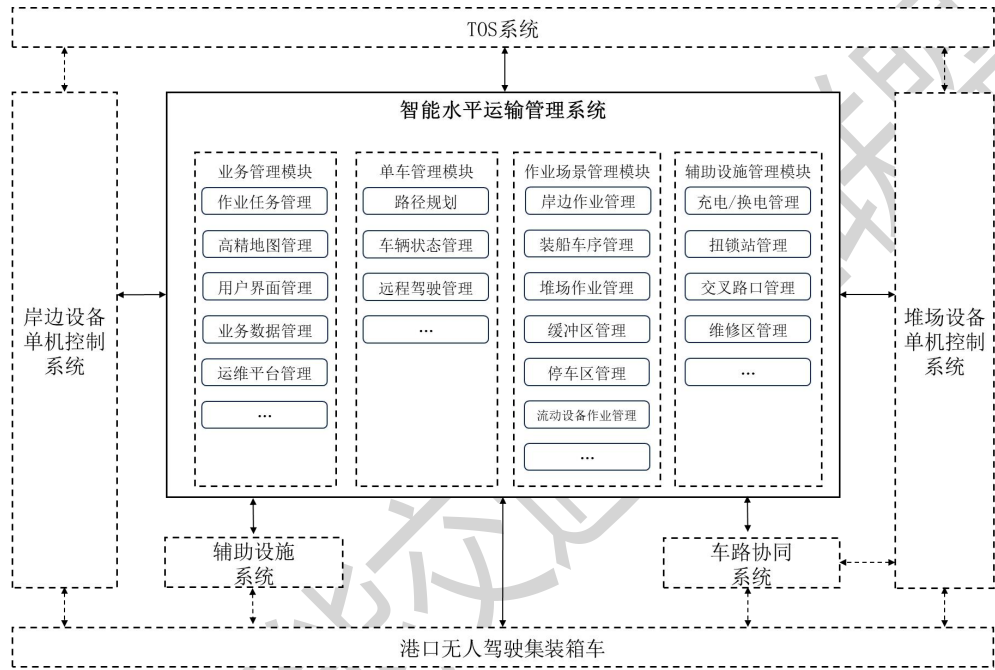 TOS系统
智能水平运输管理系统
业务管理模块
作业任务管理
高精地图管理
用户界面管理
业务数据管理
运维平台管理
…
单车管理模块
路径规划
车辆状态管理
远程驾驶管理
…
作业场景管理模块
岸边作业管理
装船车序管理
堆场作业管理
缓冲区管理
停车区管理
流动设备作业管理
…
辅助设施管理模块
充电/换电管理
扭锁站管理
交叉路口管理
维修区管理
…
岸边设备
单机控制
系统
堆场设备
单机控制
系统
辅助设施
系统
车路协同
系统
港口无人驾驶集装箱车